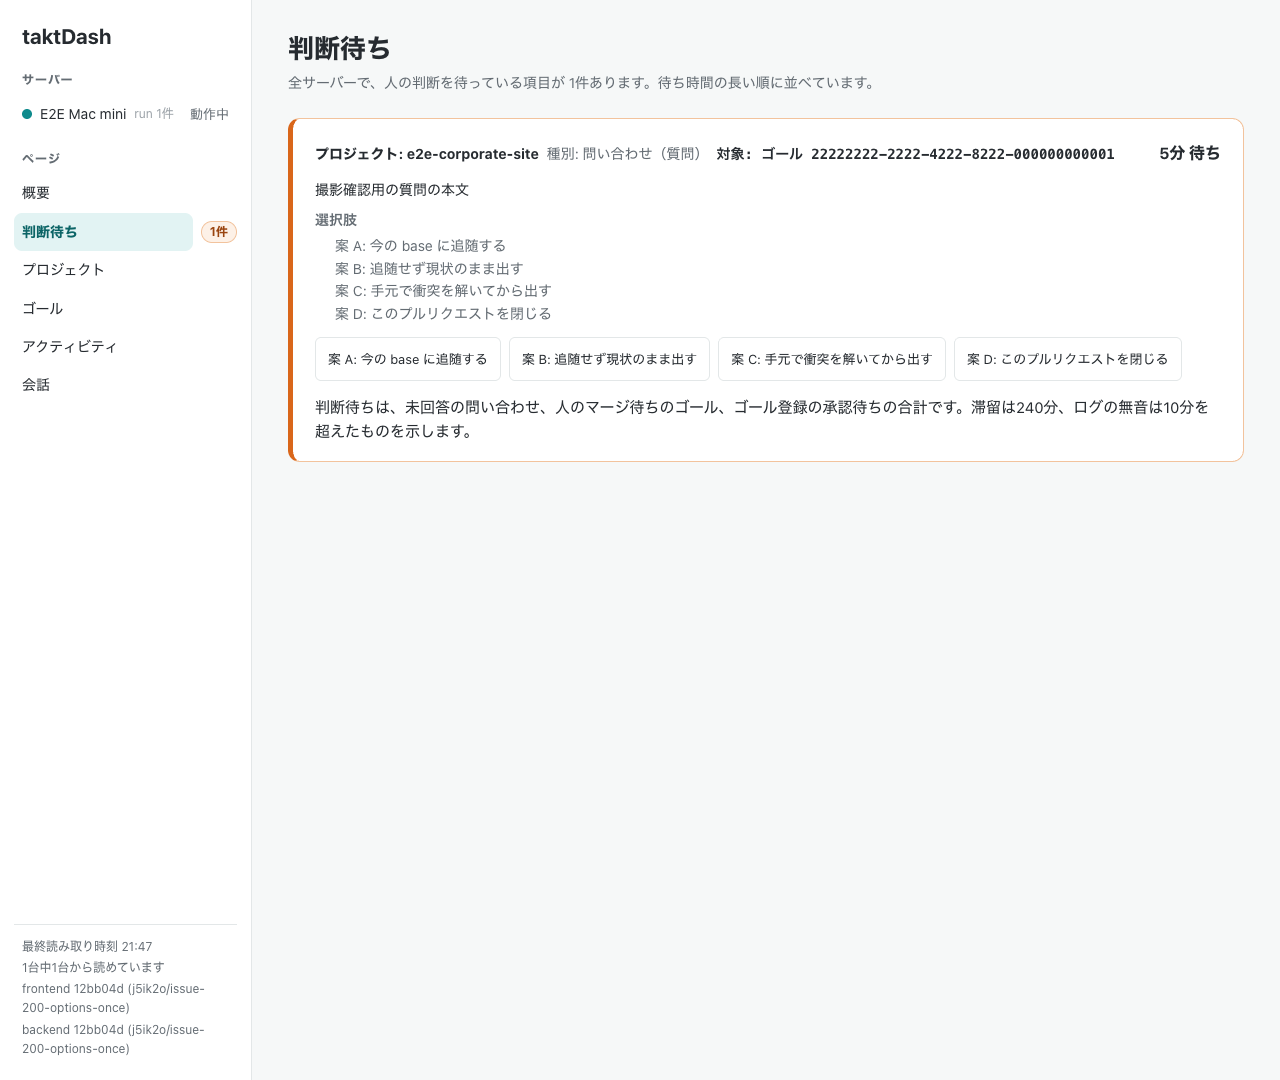 taktDash
サーバー
E2E Mac mini run 1件 動作中
ページ
概要
判断待ち 1件
プロジェクト
ゴール
アクティビティ
会話
最終読み取り時刻 21:47
1台中1台から読めています
frontend 12bb04d (j5ik2o/issue-
200-options-once)
backend 12bb04d (j5ik2o/issue-
200-options-once)
判断待ち
全サーバーで、人の判断を待っている項目が 1件あります。待ち時間の長い順に並べています。
プロジェクト: e2e-corporate-site 種別: 問い合わせ（質問） 対象: ゴール 22222222-2222-4222-8222-000000000001 5分 待ち
撮影確認用の質問の本文
選択肢
案 A: 今の base に追随する
案 B: 追随せず現状のまま出す
案 C: 手元で衝突を解いてから出す
案 D: このプルリクエストを閉じる
案 A: 今の base に追随する 案 B: 追随せず現状のまま出す 案 C: 手元で衝突を解いてから出す 案 D: このプルリクエストを閉じる
判断待ちは、未回答の問い合わせ、人のマージ待ちのゴール、ゴール登録の承認待ちの合計です。滞留は240分、ログの無音は10分を
超えたものを示します。